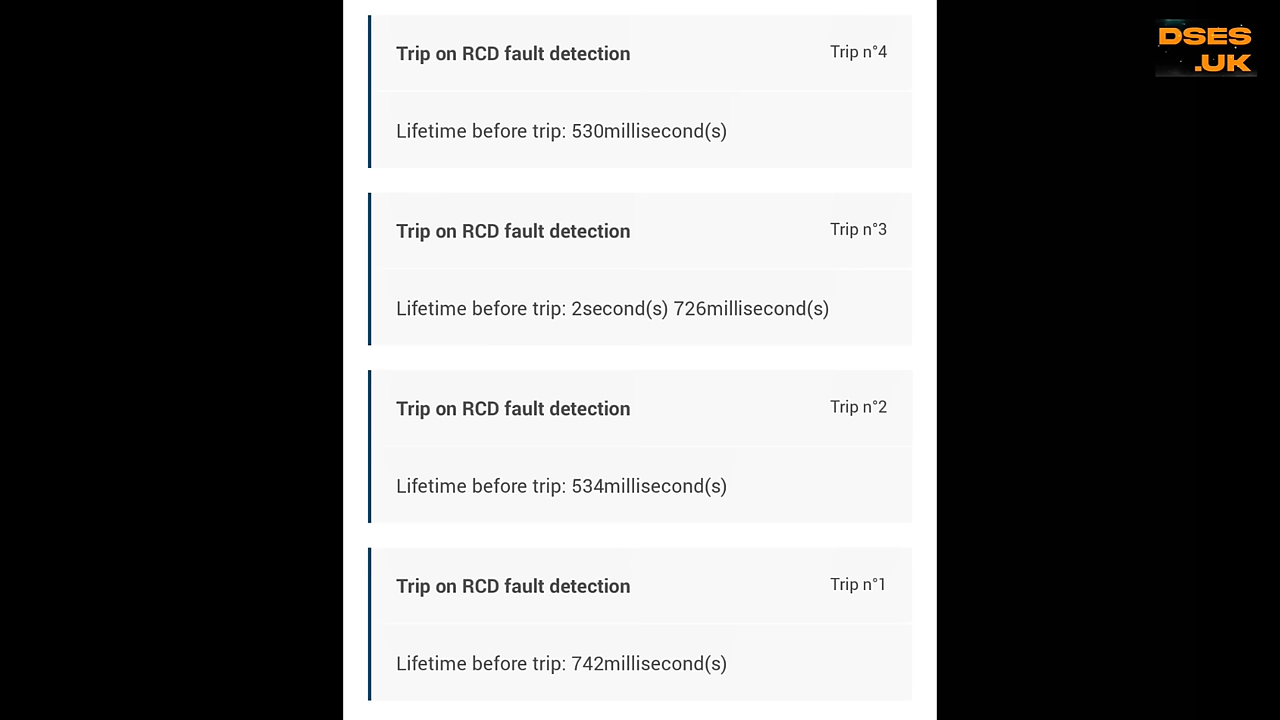 DSES
.UK
Trip on RCD fault detection Trip n°4
Lifetime before trip: 530millisecond(s)
Trip on RCD fault detection Trip n°3
Lifetime before trip: 2second(s) 726millisecond(s)
Trip on RCD fault detection Trip n°2
Lifetime before trip: 534millisecond(s)
Trip on RCD fault detection Trip n°1
Lifetime before trip: 742millisecond(s)